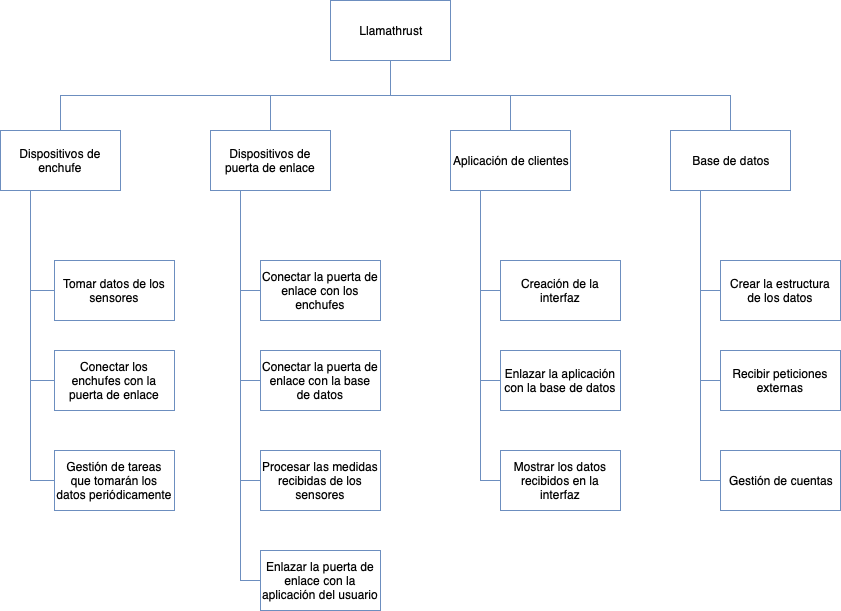 Llamathrust
Dispositivos de
enchufe
Dispositivos de
puerta de enlace
Aplicación de clientes
Base de datos
Tomar datos de los
sensores
Conectar los
enchufes con la
puerta de enlace
Gestión de tareas
que tomarán los
datos periódicamente
Conectar la puerta de
enlace con los
enchufes
Conectar la puerta de
enlace con la base
de datos
Procesar las medidas
recibidas de los
sensores
Enlazar la puerta de
enlace con la
aplicación del usuario
Creación de la
interfaz
Enlazar la aplicación
con la base de datos
Mostrar los datos
recibidos en la
interfaz
Crear la estructura
de los datos
Recibir peticiones
externas
Gestión de cuentas